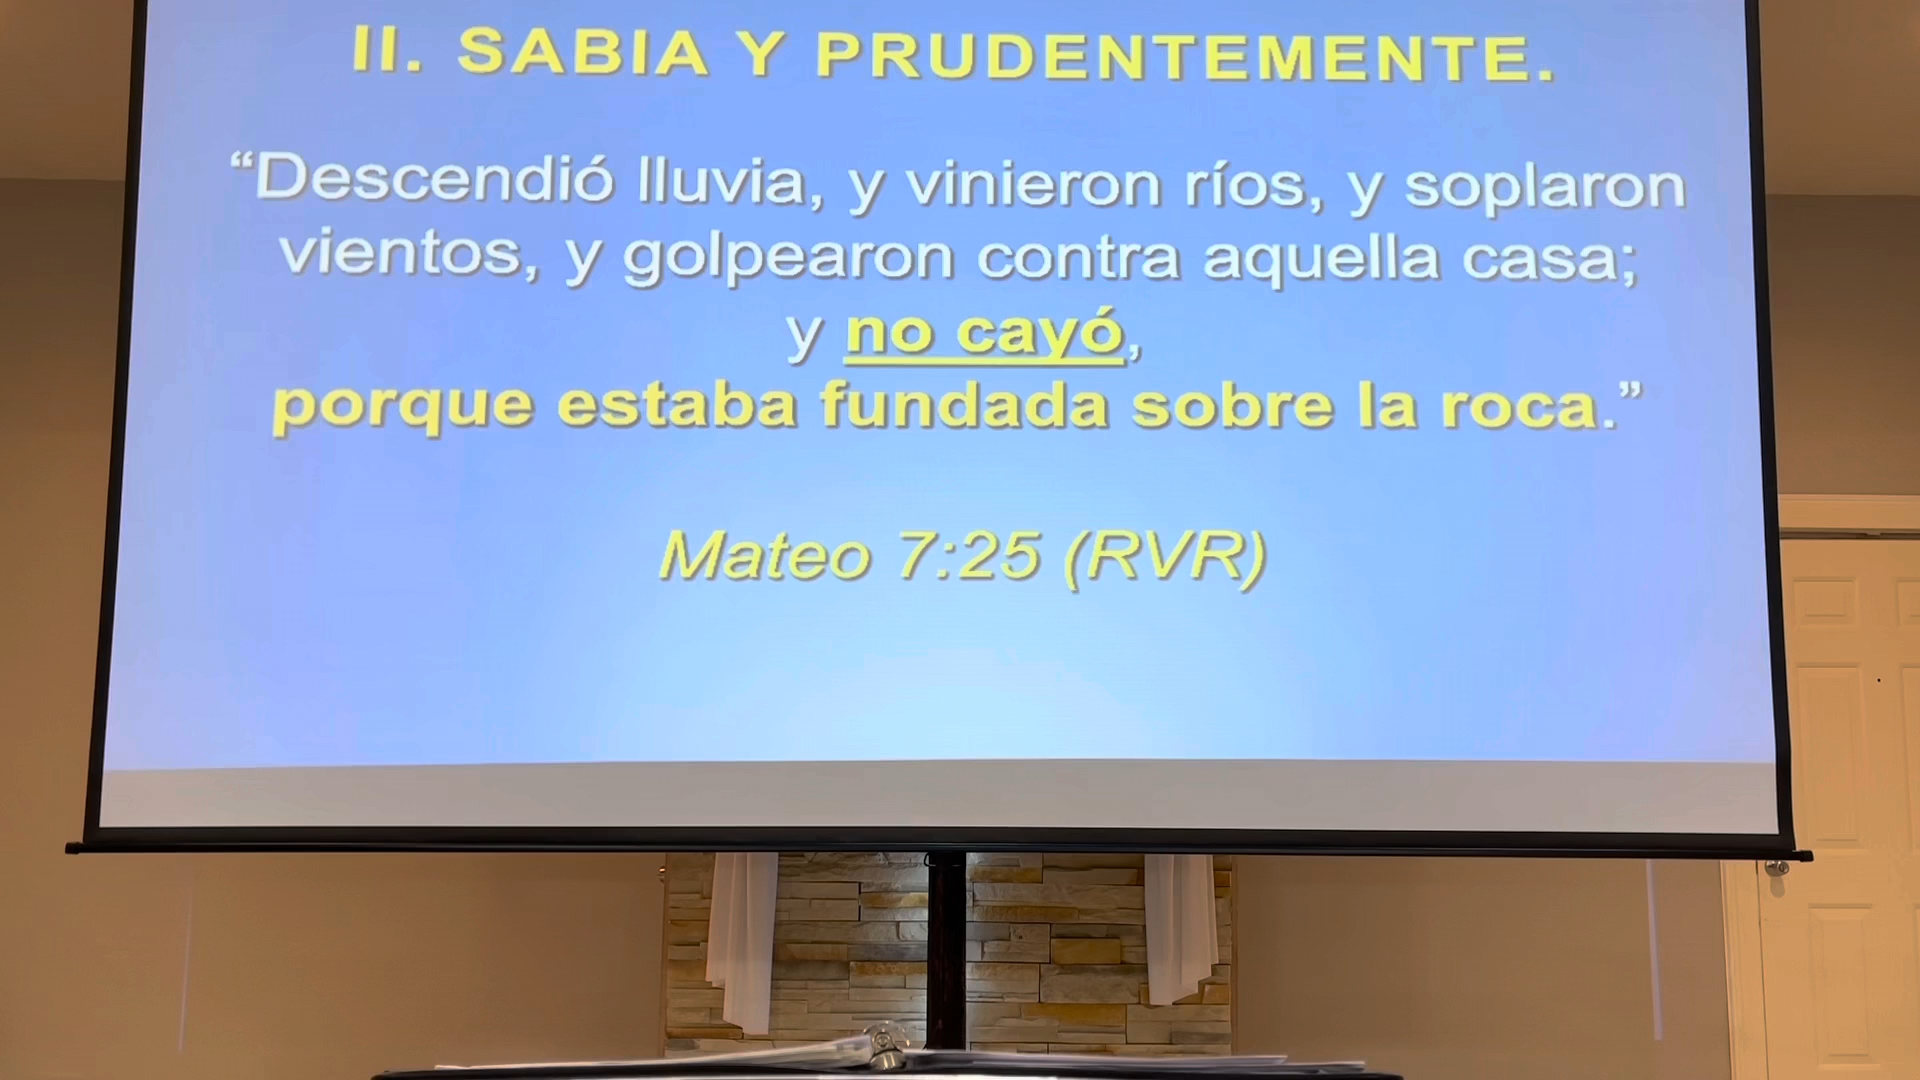 II. SABIA Y PRUDENTEMENTE.
“Descendió lluvia, y vinieron ríos, y soplaron
vientos, y golpearon contra aquella casa;
y no cayó,
porque estaba fundada sobre la roca.”
Mateo 7:25 (RVR)